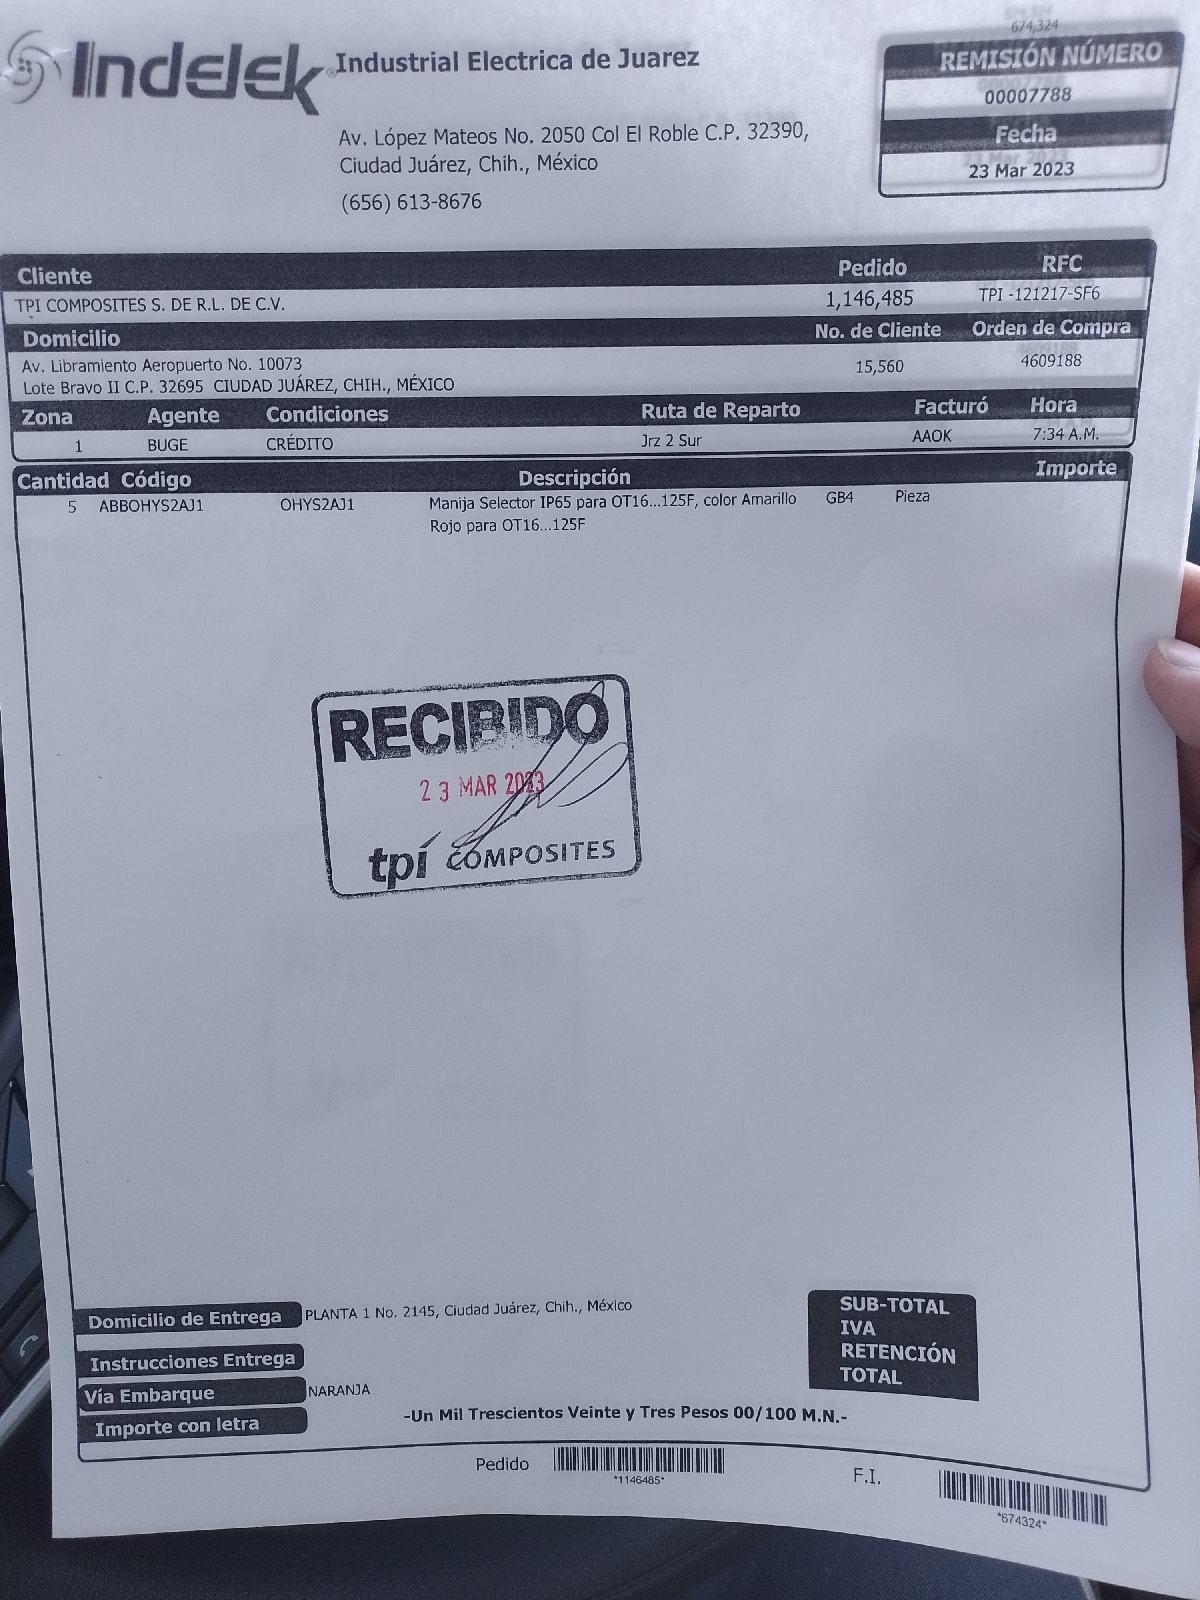 674,324
Indelek® Industrial Electrica de Juarez
Av. López Mateos No. 2050 Col El Roble C.P. 32390,
Ciudad Juárez, Chih., México
(656) 613-8676
REMISIÓN NÚMERO
00007788
Fecha
23 Mar 2023
Cliente Pedido RFC
TPI COMPOSITES S. DE R.L. DE C.V. 1,146,485 TPI -121217-SF6
Domicilio No. de Cliente Orden de Compra
Av. Libramiento Aeropuerto No. 10073 15,560 4609188
Lote Bravo II C.P. 32695 CIUDAD JUÁREZ, CHIH., MÉXICO
Zona Agente Condiciones Ruta de Reparto Facturó Hora
1 BUGE CRÉDITO Jrz 2 Sur AAOK 7:34 A.M.
Cantidad Código Descripción Importe
5 ABBOHYS2AJ1 OHYS2AJ1 Manija Selector IP65 para OT16...125F, color Amarillo GB4 Pieza
Rojo para OT16...125F
RECIBIDO
23 MAR 2023
tpi COMPOSITES
Domicilio de Entrega PLANTA 1 No. 2145, Ciudad Juárez, Chih., México
Instrucciones Entrega
Vía Embarque NARANJA
Importe con letra -Un Mil Trescientos Veinte y Tres Pesos 00/100 M.N.-
SUB-TOTAL
IVA
RETENCIÓN
TOTAL
Pedido *1146485*
F.I. *674324*